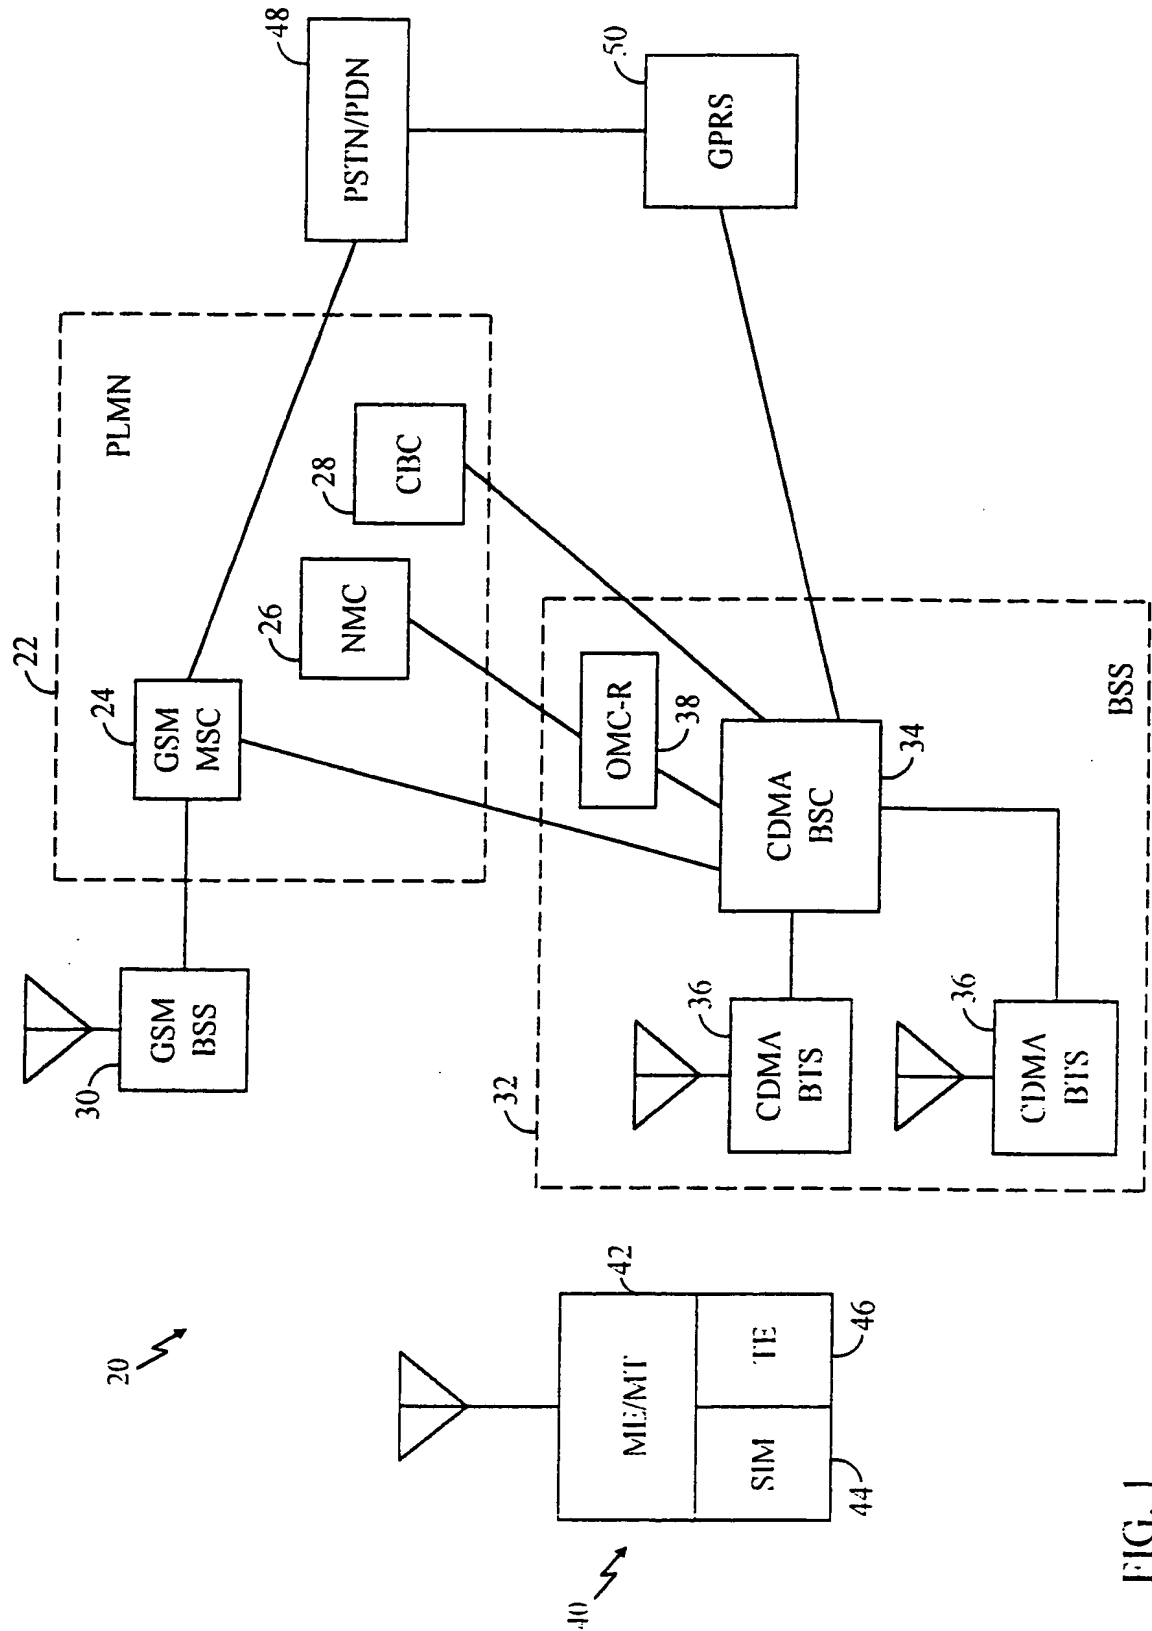 20
22
PLMN
24
GSM
MSC
26
NMC
28
CBC
48
PSTN/PDN
50
GPRS
30
GSM
BSS
32
BSS
OMC-R
38
CDMA
BSC
34
36
CDMA
BTS
36
CDMA
BTS
40
ME/MT
42
SIM
44
TE
46
FIG. 1